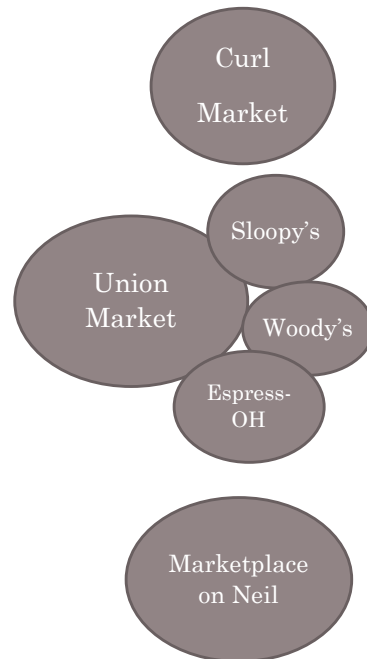 Curl
Market
Sloopy’s
Union
Market
Woody’s
Espress-
OH
Marketplace
on Neil